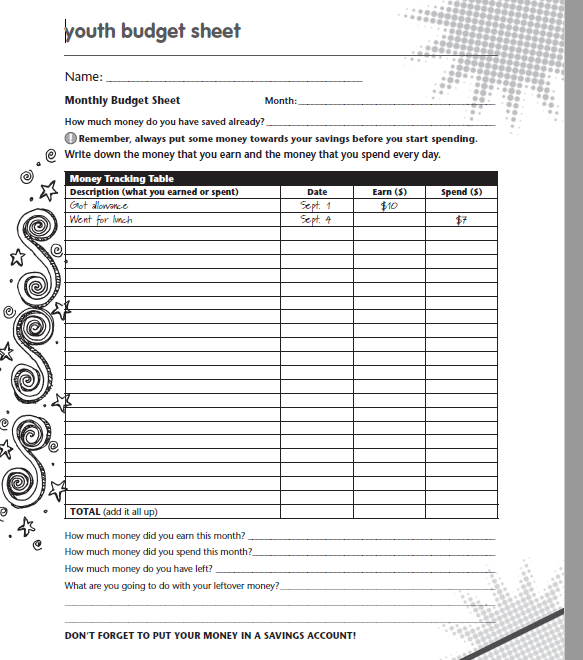 youth budget sheet
Name:
Monthly Budget Sheet Month:
How much money do you have saved already?
! Remember, always put some money towards your savings before you start spending.
Write down the money that you earn and the money that you spend every day.
Money Tracking Table
Description (what you earned or spent) Date Earn ($) Spend ($)
Got allowance Sept. 1 $10
Went for lunch Sept. 4 $7
TOTAL (add it all up)
How much money did you earn this month?
How much money did you spend this month?
How much money do you have left?
What are you going to do with your leftover money?
DON'T FORGET TO PUT YOUR MONEY IN A SAVINGS ACCOUNT!